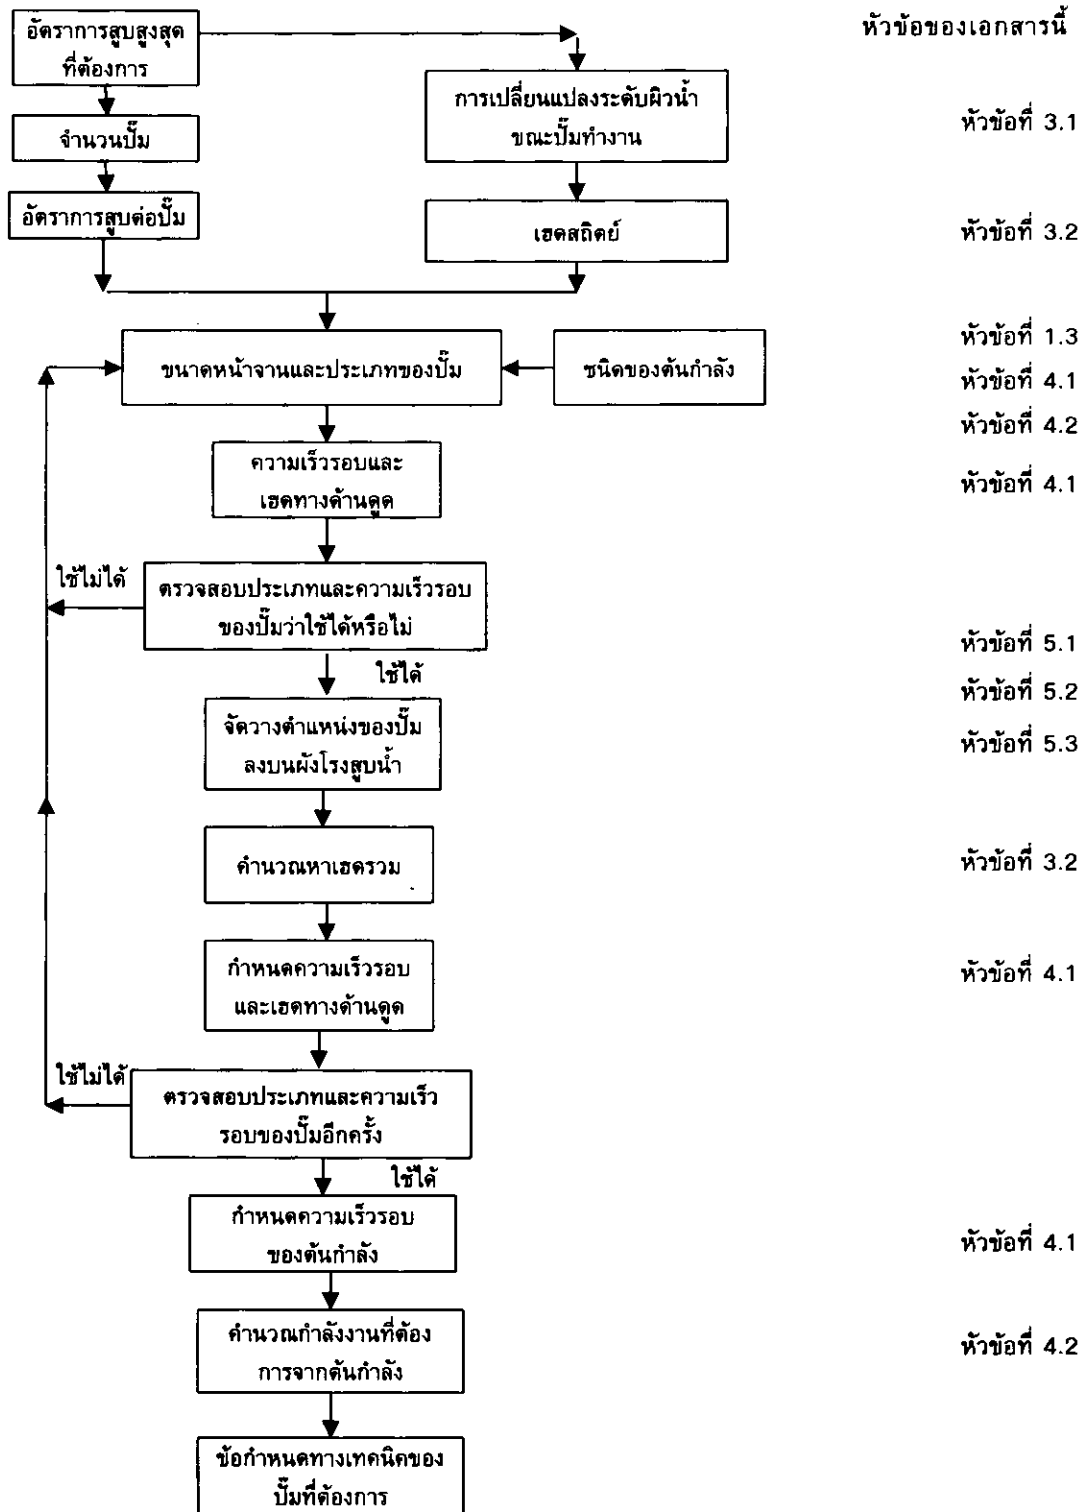 หัวข้อของเอกสารนี้
อัตราการสูบสูงสุด
ที่ต้องการ
การเปลี่ยนแปลงระดับผิวน้ำ
ขณะปั๊มทำงาน
หัวข้อที่ 3.1
จำนวนปั๊ม
อัตราการสูบต่อปั๊ม
เฮดสถิตย์
หัวข้อที่ 3.2
ขนาดหน้าจานและประเภทของปั๊ม
ชนิดของต้นกำลัง
หัวข้อที่ 1.3
หัวข้อที่ 4.1
หัวข้อที่ 4.2
ความเร็วรอบและ
เฮดทางด้านดูด
หัวข้อที่ 4.1
ใช้ไม่ได้
ตรวจสอบประเภทและความเร็วรอบ
ของปั๊มว่าใช้ได้หรือไม่
หัวข้อที่ 5.1
ใช้ได้
หัวข้อที่ 5.2
จัดวางตำแหน่งของปั๊ม
ลงบนผังโรงสูบน้ำ
หัวข้อที่ 5.3
คำนวณหาเฮดรวม
หัวข้อที่ 3.2
กำหนดความเร็วรอบ
และเฮดทางด้านดูด
หัวข้อที่ 4.1
ใช้ไม่ได้
ตรวจสอบประเภทและความเร็ว
รอบของปั๊มอีกครั้ง
ใช้ได้
กำหนดความเร็วรอบ
ของต้นกำลัง
หัวข้อที่ 4.1
คำนวณกำลังงานที่ต้อง
การจากต้นกำลัง
หัวข้อที่ 4.2
ข้อกำหนดทางเทคนิคของ
ปั๊มที่ต้องการ